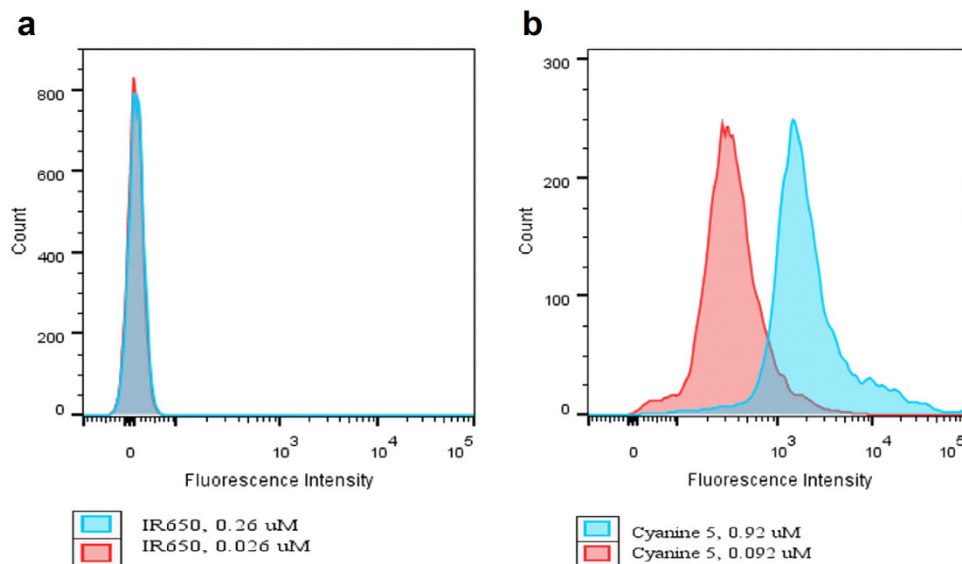 a
800
600
400
200
0
Count
0 10^3 10^4 10^5
Fluorescence Intensity
IR650, 0.26 uM
IR650, 0.026 uM
b
300
200
100
0
Count
0 10^3 10^4 10^5
Fluorescence Intensity
Cyanine 5, 0.92 uM
Cyanine 5, 0.092 uM